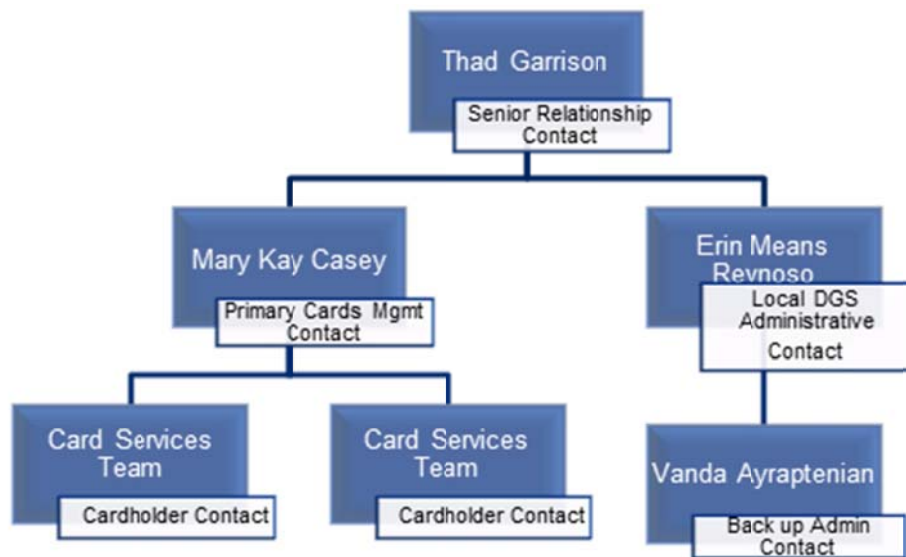 Thad Garrison
Senior Relationship
Contact
Mary Kay Casey
Primary Cards Mgmt
Contact
Erin Means
Reynoso
Local DGS
Administrative
Contact
Card Services
Team
Cardholder Contact
Card Services
Team
Cardholder Contact
Vanda Ayraptenian
Back up Admin
Contact